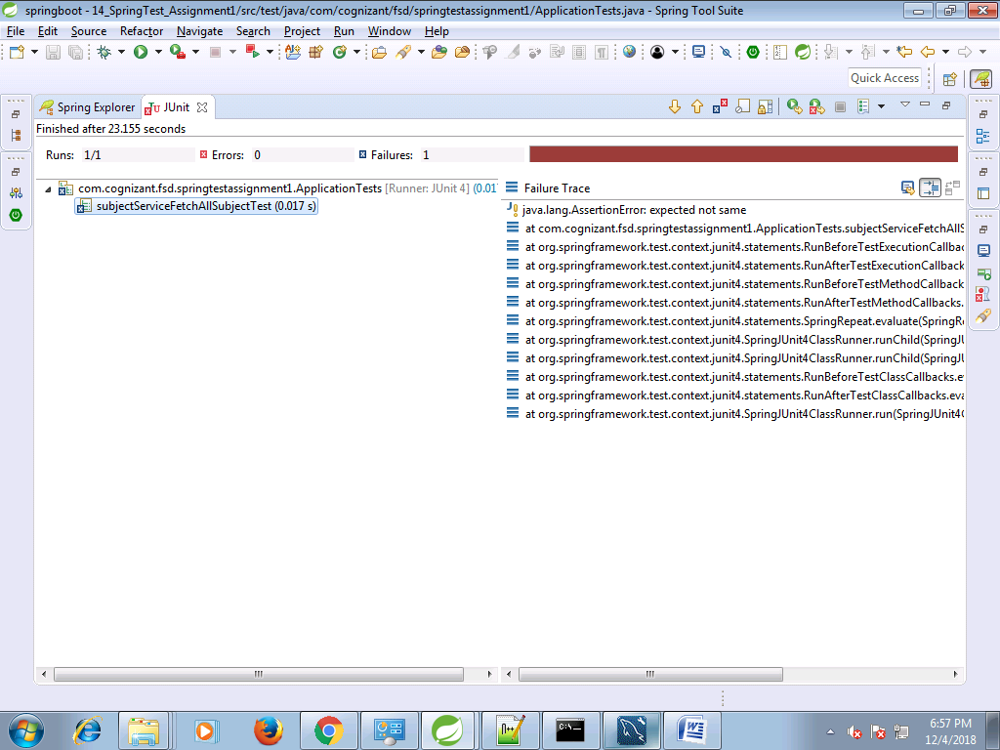 springboot - 14_SpringTest_Assignment1/src/test/java/com/cognizant/fsd/springtestassignment1/ApplicationTests.java - Spring Tool Suite
File Edit Source Refactor Navigate Search Project Run Window Help
Quick Access
Spring Explorer JUnit
Finished after 23.155 seconds
Runs: 1/1 Errors: 0 Failures: 1
com.cognizant.fsd.springtestassignment1.ApplicationTests [Runner: JUnit 4] (0.01
subjectServiceFetchAllSubjectTest (0.017 s)
Failure Trace
java.lang.AssertionError: expected not same
at com.cognizant.fsd.springtestassignment1.ApplicationTests.subjectServiceFetchAllS
at org.springframework.test.context.junit4.statements.RunBeforeTestExecutionCallbac
at org.springframework.test.context.junit4.statements.RunAfterTestExecutionCallback
at org.springframework.test.context.junit4.statements.RunBeforeTestMethodCallback
at org.springframework.test.context.junit4.statements.RunAfterTestMethodCallbacks.
at org.springframework.test.context.junit4.statements.SpringRepeat.evaluate(SpringRe
at org.springframework.test.context.junit4.SpringJUnit4ClassRunner.runChild(SpringJU
at org.springframework.test.context.junit4.SpringJUnit4ClassRunner.runChild(SpringJU
at org.springframework.test.context.junit4.statements.RunBeforeTestClassCallbacks.ev
at org.springframework.test.context.junit4.statements.RunAfterTestClassCallbacks.eva
at org.springframework.test.context.junit4.SpringJUnit4ClassRunner.run(SpringJUnit4C
6:57 PM
12/4/2018